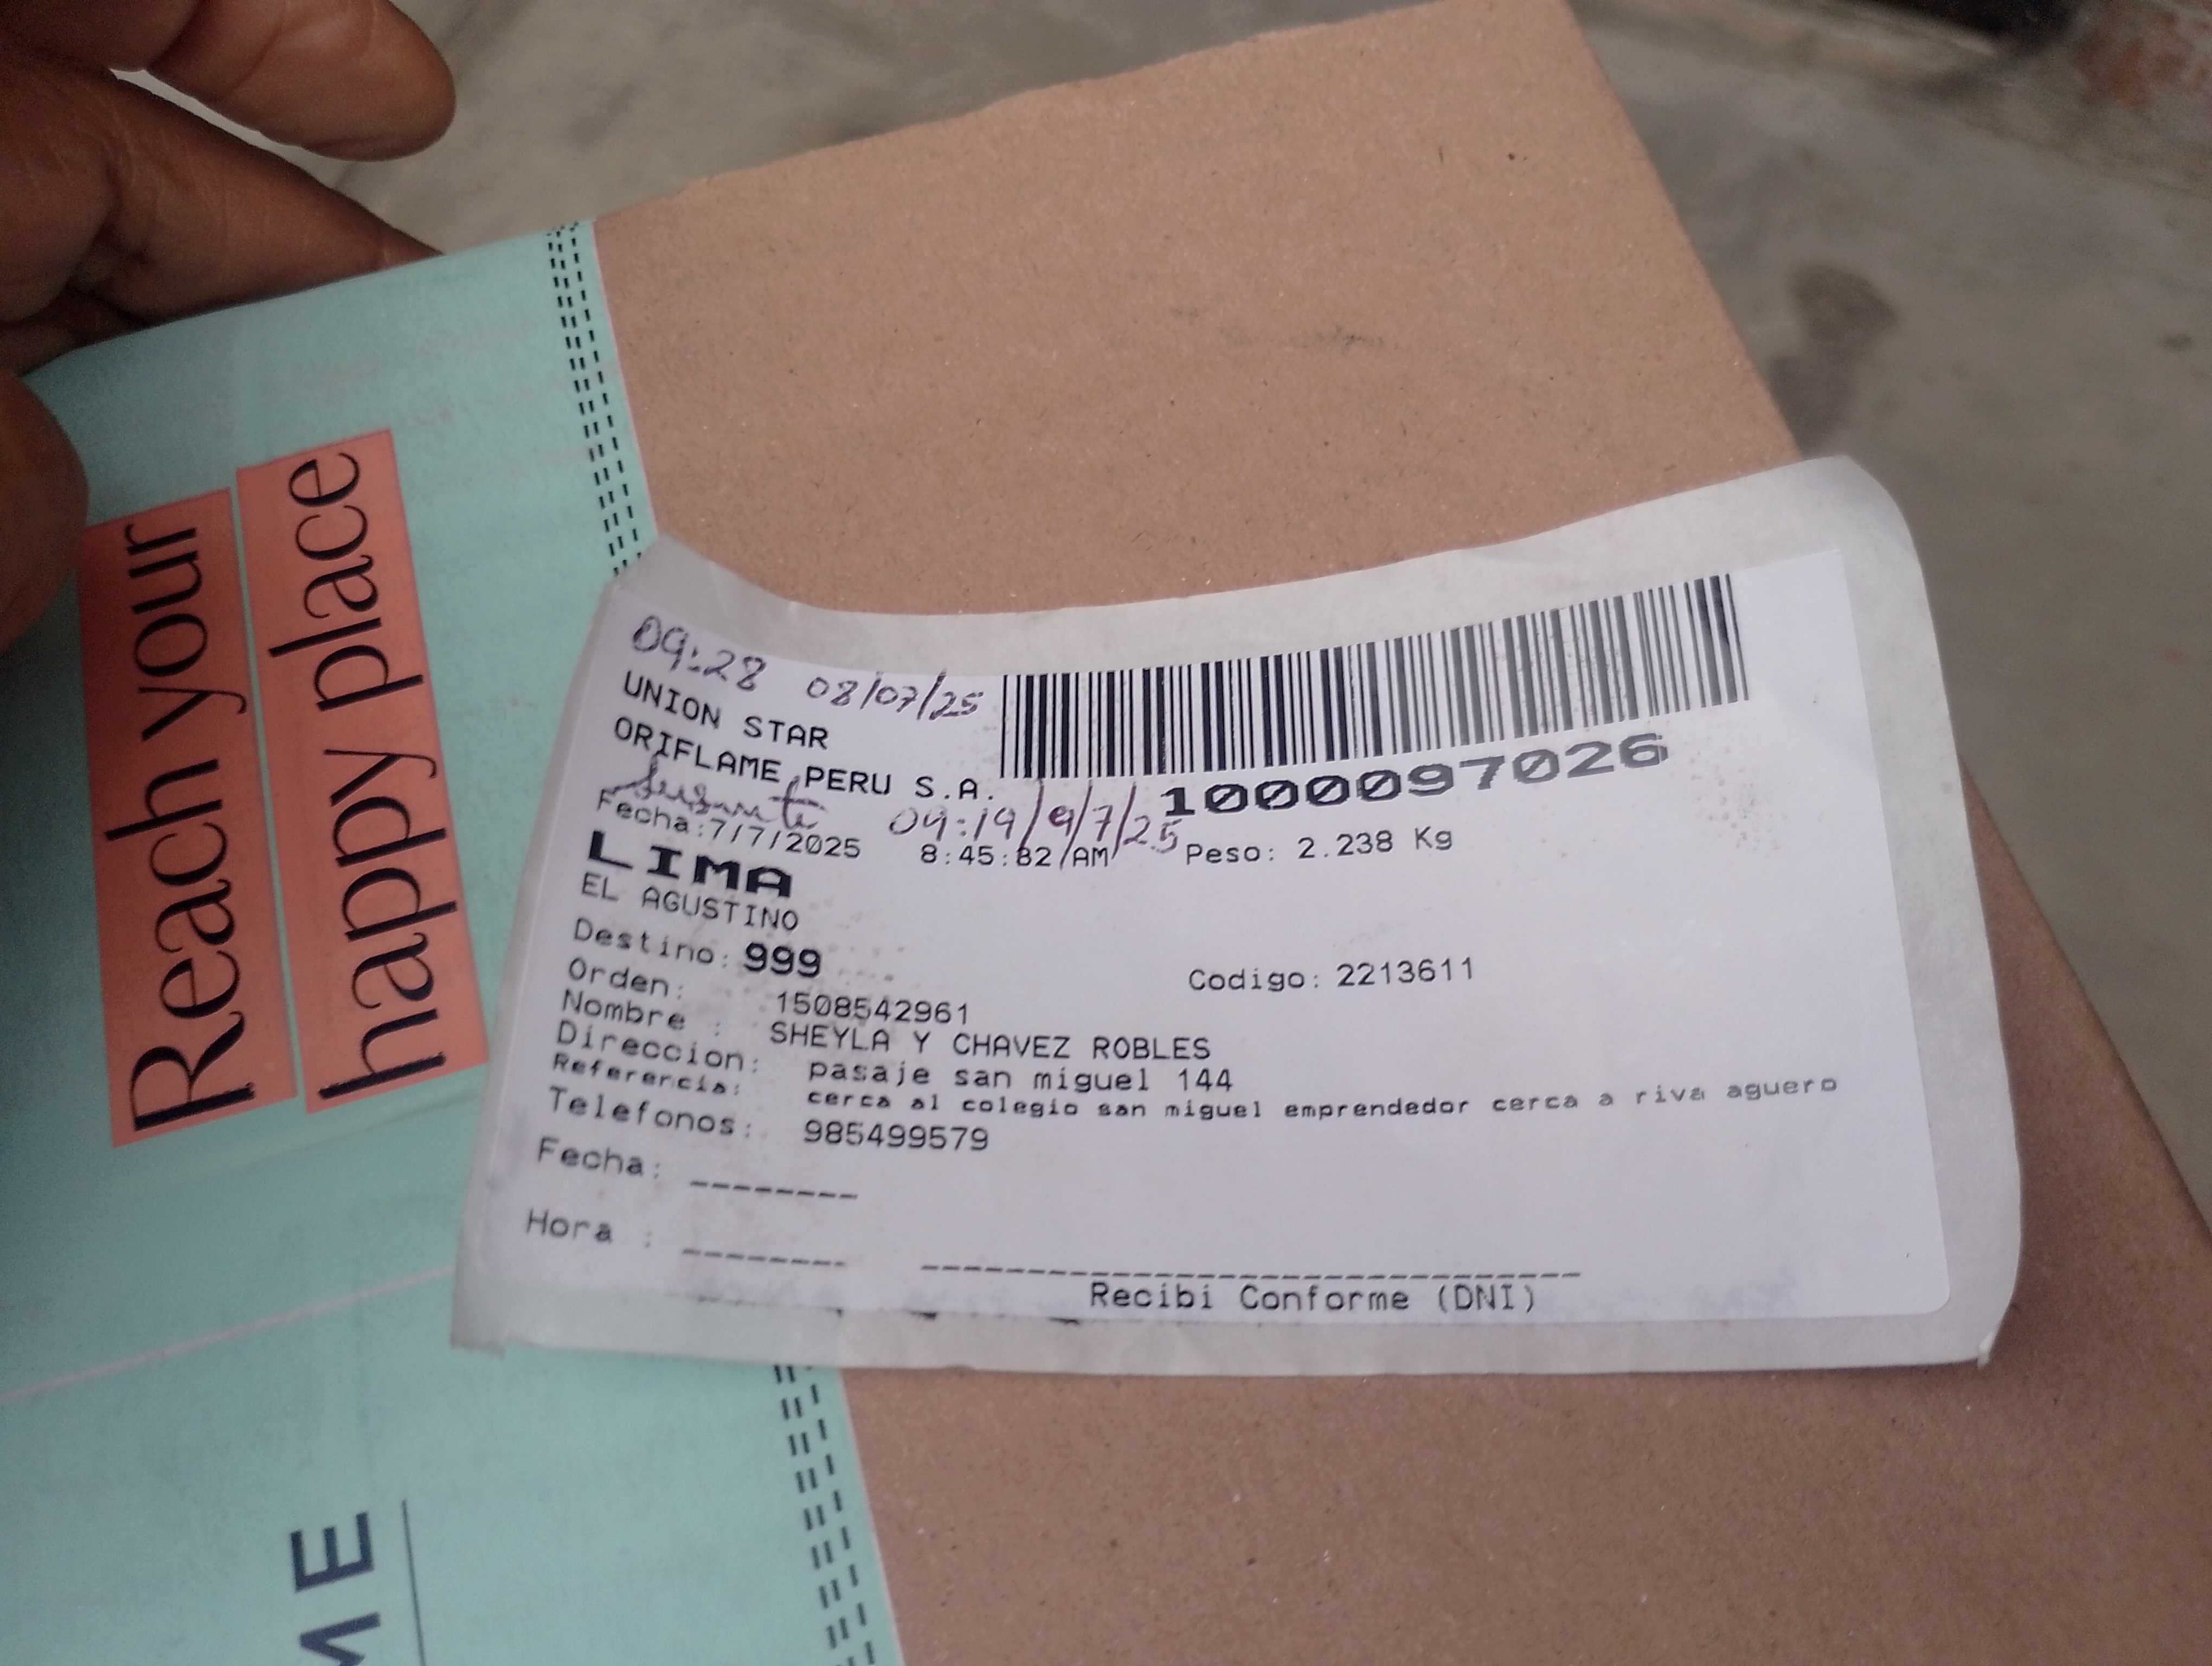 Reach your
happy place
ME
09:28 08/07/25
UNION STAR
ORIFLAME PERU S.A.
1000097026
09:19/9/7/25
Fecha:7/7/2025 8:45:32 AM Peso: 2.238 Kg
LIMA
EL AGUSTINO
Destino: 999
Codigo: 2213611
Orden: 1508542961
Nombre : SHEYLA Y CHAVEZ ROBLES
Direccion: pasaje san miguel 144
Referencia: cerca al colegio san miguel emprendedor cerca a riva aguero
Telefonos: 985499579
Fecha: --------
Hora : --------
Recibi Conforme (DNI)